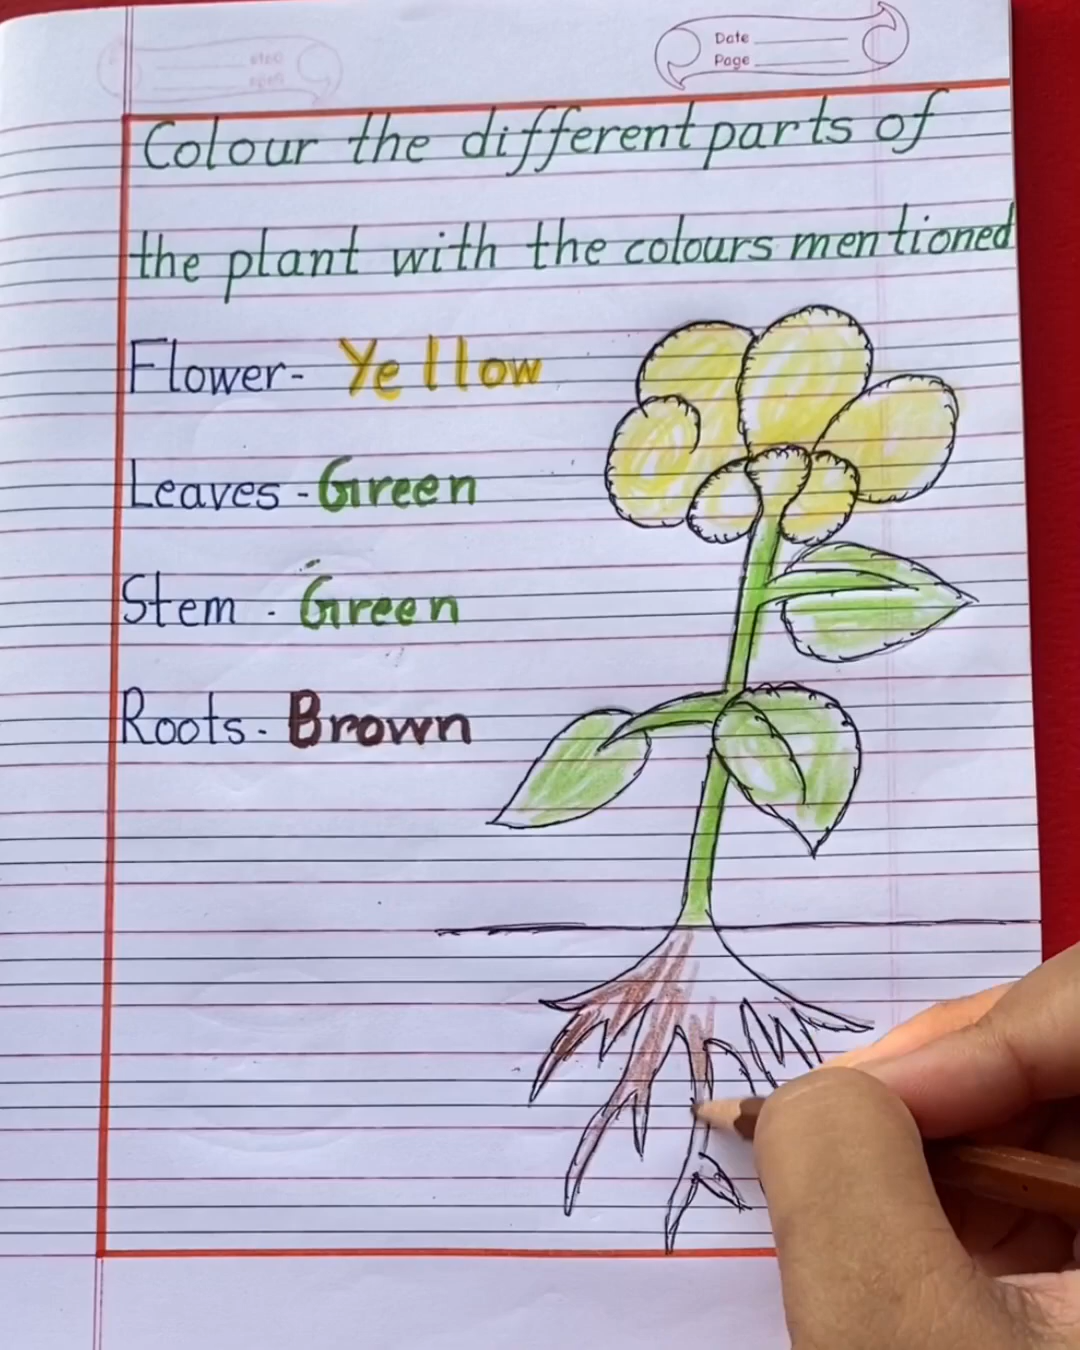 Date
Page
Colour the different parts of
the plant with the colours mentioned
Flower- Yellow
Leaves - Green
Stem - Green
Roots - Brown